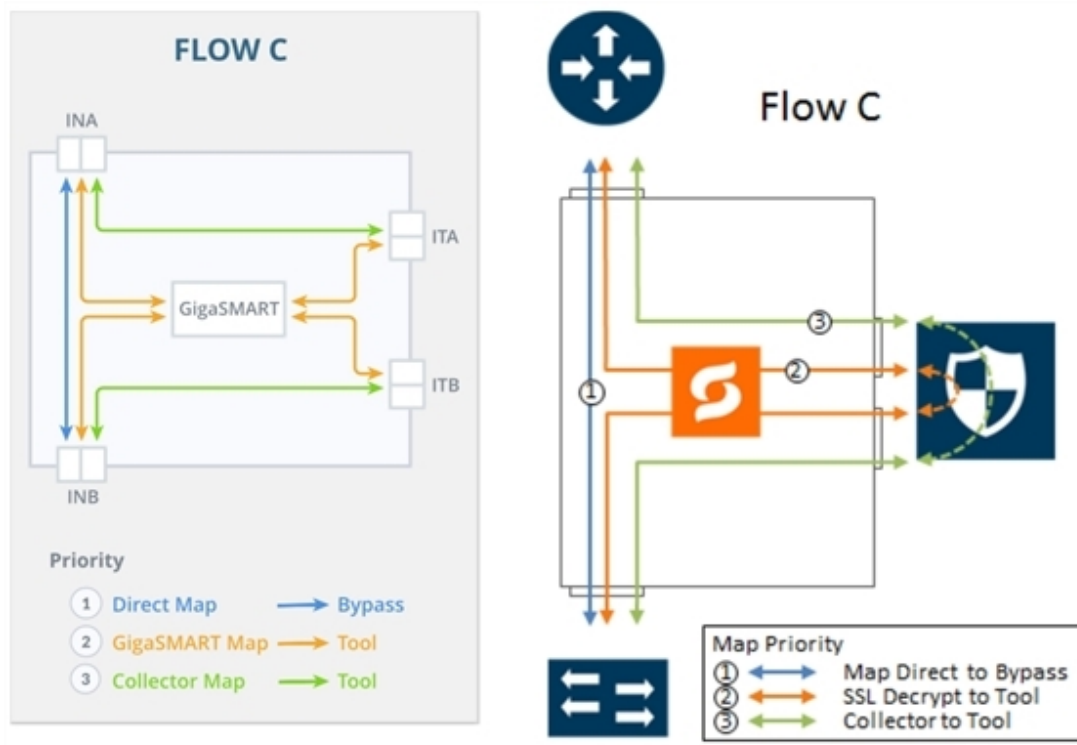 FLOW C
INA
ITA
GigaSMART
ITB
INB
Priority
1 Direct Map Bypass
2 GigaSMART Map Tool
3 Collector Map Tool
Flow C
3
2
1
Map Priority
1 Map Direct to Bypass
2 SSL Decrypt to Tool
3 Collector to Tool